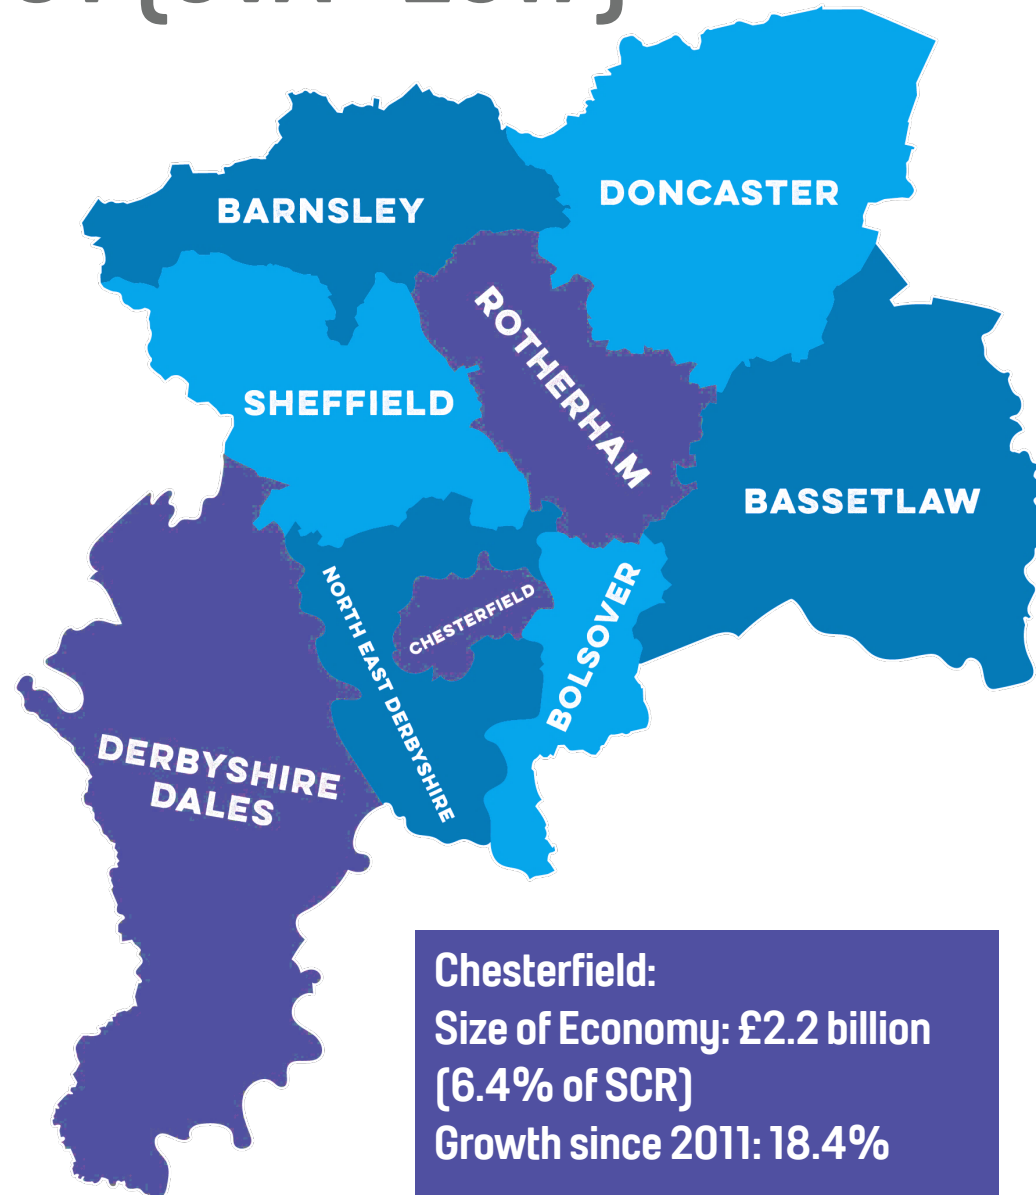 BARNSLEY
DONCASTER
ROTHERHAM
SHEFFIELD
BASSETLAW
NORTH EAST DERBYSHIRE
CHESTERFIELD
BOLSOVER
DERBYSHIRE
DALES
Chesterfield:
Size of Economy: £2.2 billion
(6.4% of SCR)
Growth since 2011: 18.4%